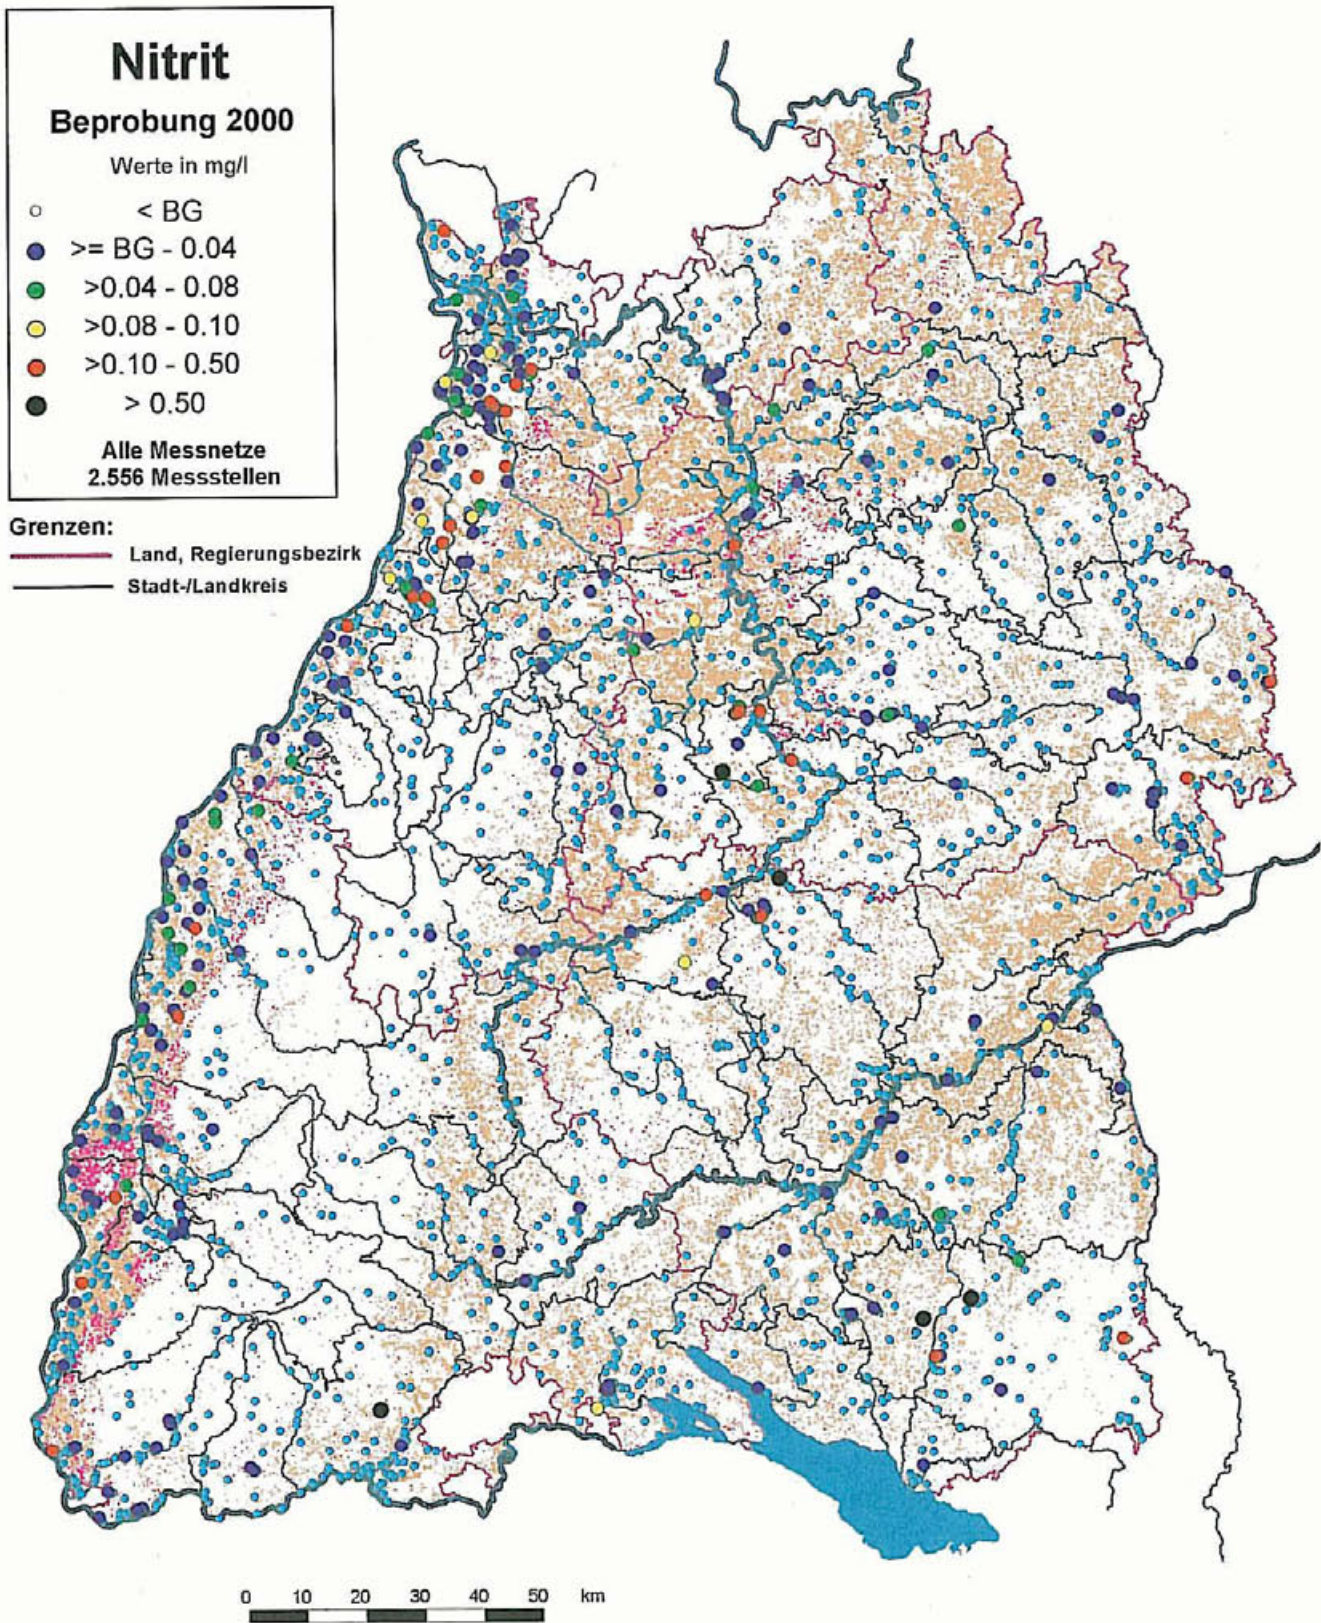 Nitrit
Beprobung 2000
Werte in mg/l
< BG
>= BG - 0.04
>0.04 - 0.08
>0.08 - 0.10
>0.10 - 0.50
> 0.50
Alle Messnetze
2.556 Messstellen
Grenzen:
Land, Regierungsbezirk
Stadt-/Landkreis
0 10 20 30 40 50 km